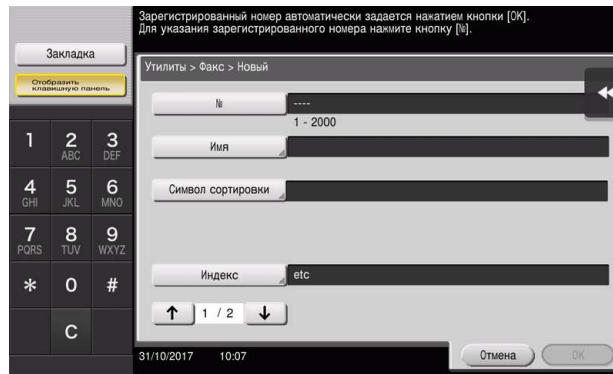 Зарегистрированный номер автоматически задается нажатием кнопки [OK].
Для указания зарегистрированного номера нажмите кнопку [№].
Закладка
Отобразить
клавишную панель
Утилиты > Факс > Новый
№ ----
1 - 2000
Имя
Символ сортировки
Индекс etc
↑ 1 / 2 ↓
1 2 ABC 3 DEF
4 GHI 5 JKL 6 MNO
7 PQRS 8 TUV 9 WXYZ
* 0 #
C
31/10/2017 10:07
Отмена OK